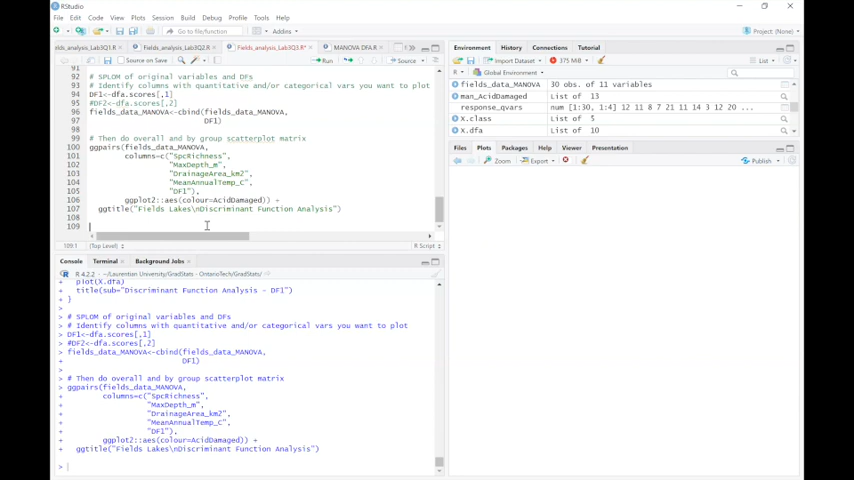 RStudio
File Edit Code View Plots Session Build Debug Profile Tools Help
Go to file/function
Addins
Project: (None)
elds_analysis_Lab3Q1.R
Fields_analysis_Lab3Q2.R
Fields_analysis_Lab3Q3.R*
MANOVA DFA.R
Source on Save
Run
Source
91
92 # SPLOM of original variables and DFs
93 # Identify columns with quantitative and/or categorical vars you want to plot
94 DF1<-dfa.scores[,1]
95 #DF2<-dfa.scores[,2]
96 fields_data_MANOVA<-cbind(fields_data_MANOVA,
97 DF1)
98
99 # Then do overall and by group scatterplot matrix
100 ggpairs(fields_data_MANOVA,
101 columns=c("SpcRichness",
102 "MaxDepth_m",
103 "DrainageArea_km2",
104 "MeanAnnualTemp_C",
105 "DF1"),
106 ggplot2::aes(colour=AcidDamaged)) +
107 ggtitle("Fields Lakes\nDiscriminant Function Analysis")
108
109
109:1 (Top Level) R Script
Console Terminal Background Jobs
R 4.2.2 · ~/Laurentian University/GradStats - OntarioTech/GradStats/
+ plot(X.dfa)
+ title(sub="Discriminant Function Analysis - DF1")
+ }
>
> # SPLOM of original variables and DFs
> # Identify columns with quantitative and/or categorical vars you want to plot
> DF1<-dfa.scores[,1]
> #DF2<-dfa.scores[,2]
> fields_data_MANOVA<-cbind(fields_data_MANOVA,
+ DF1)
>
> # Then do overall and by group scatterplot matrix
> ggpairs(fields_data_MANOVA,
+ columns=c("SpcRichness",
+ "MaxDepth_m",
+ "DrainageArea_km2",
+ "MeanAnnualTemp_C",
+ "DF1"),
+ ggplot2::aes(colour=AcidDamaged)) +
+ ggtitle("Fields Lakes\nDiscriminant Function Analysis")
+
>
Environment History Connections Tutorial
Import Dataset 375 MiB List
R Global Environment
fields_data_MANOVA 30 obs. of 11 variables
man_AcidDamaged List of 13
response_qvars num [1:30, 1:4] 12 11 8 7 21 11 14 3 12 20 ...
X.class List of 5
X.dfa List of 10
Files Plots Packages Help Viewer Presentation
Zoom Export Publish